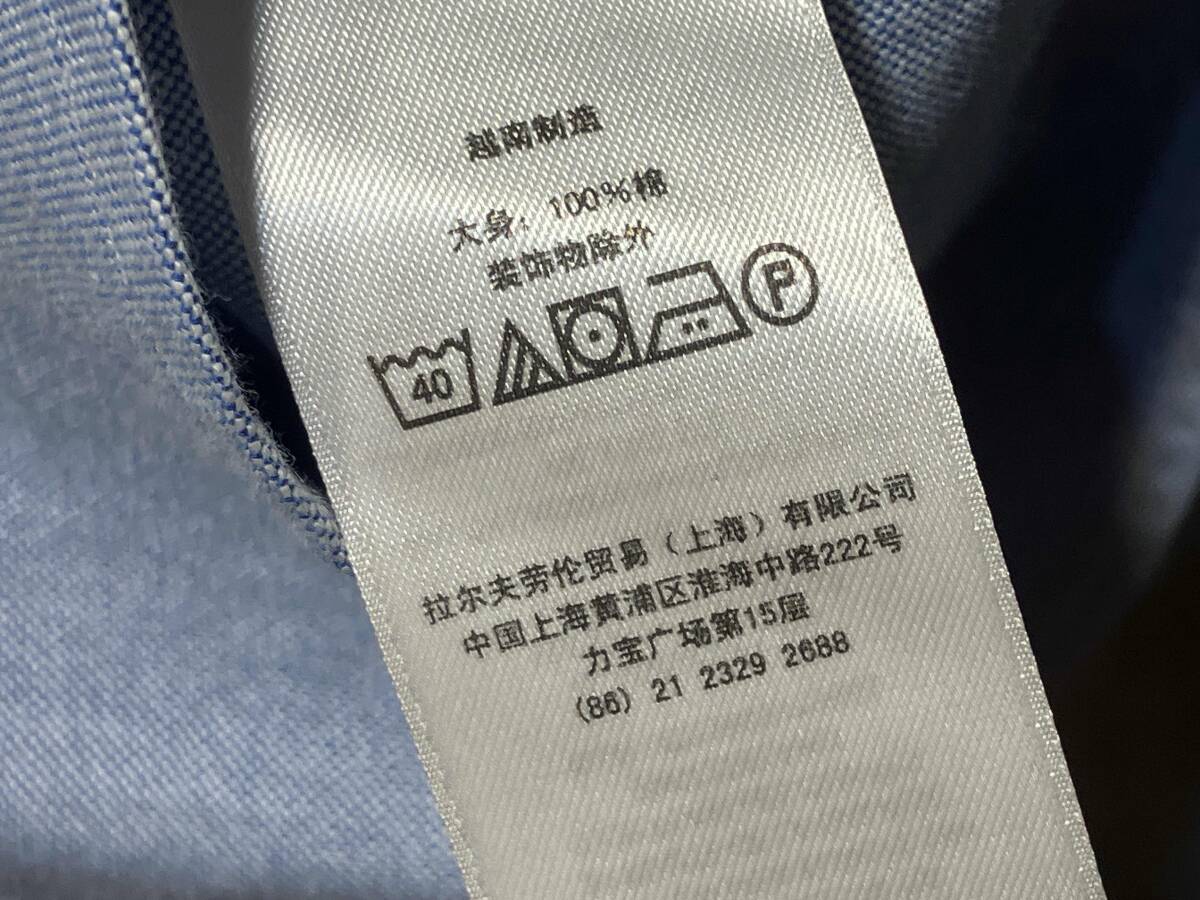 越南制造
大身：100%棉
装饰物除外
40 P
拉尔夫劳伦贸易（上海）有限公司
中国上海黄浦区淮海中路222号
力宝广场第15层
(86) 21 2329 2688